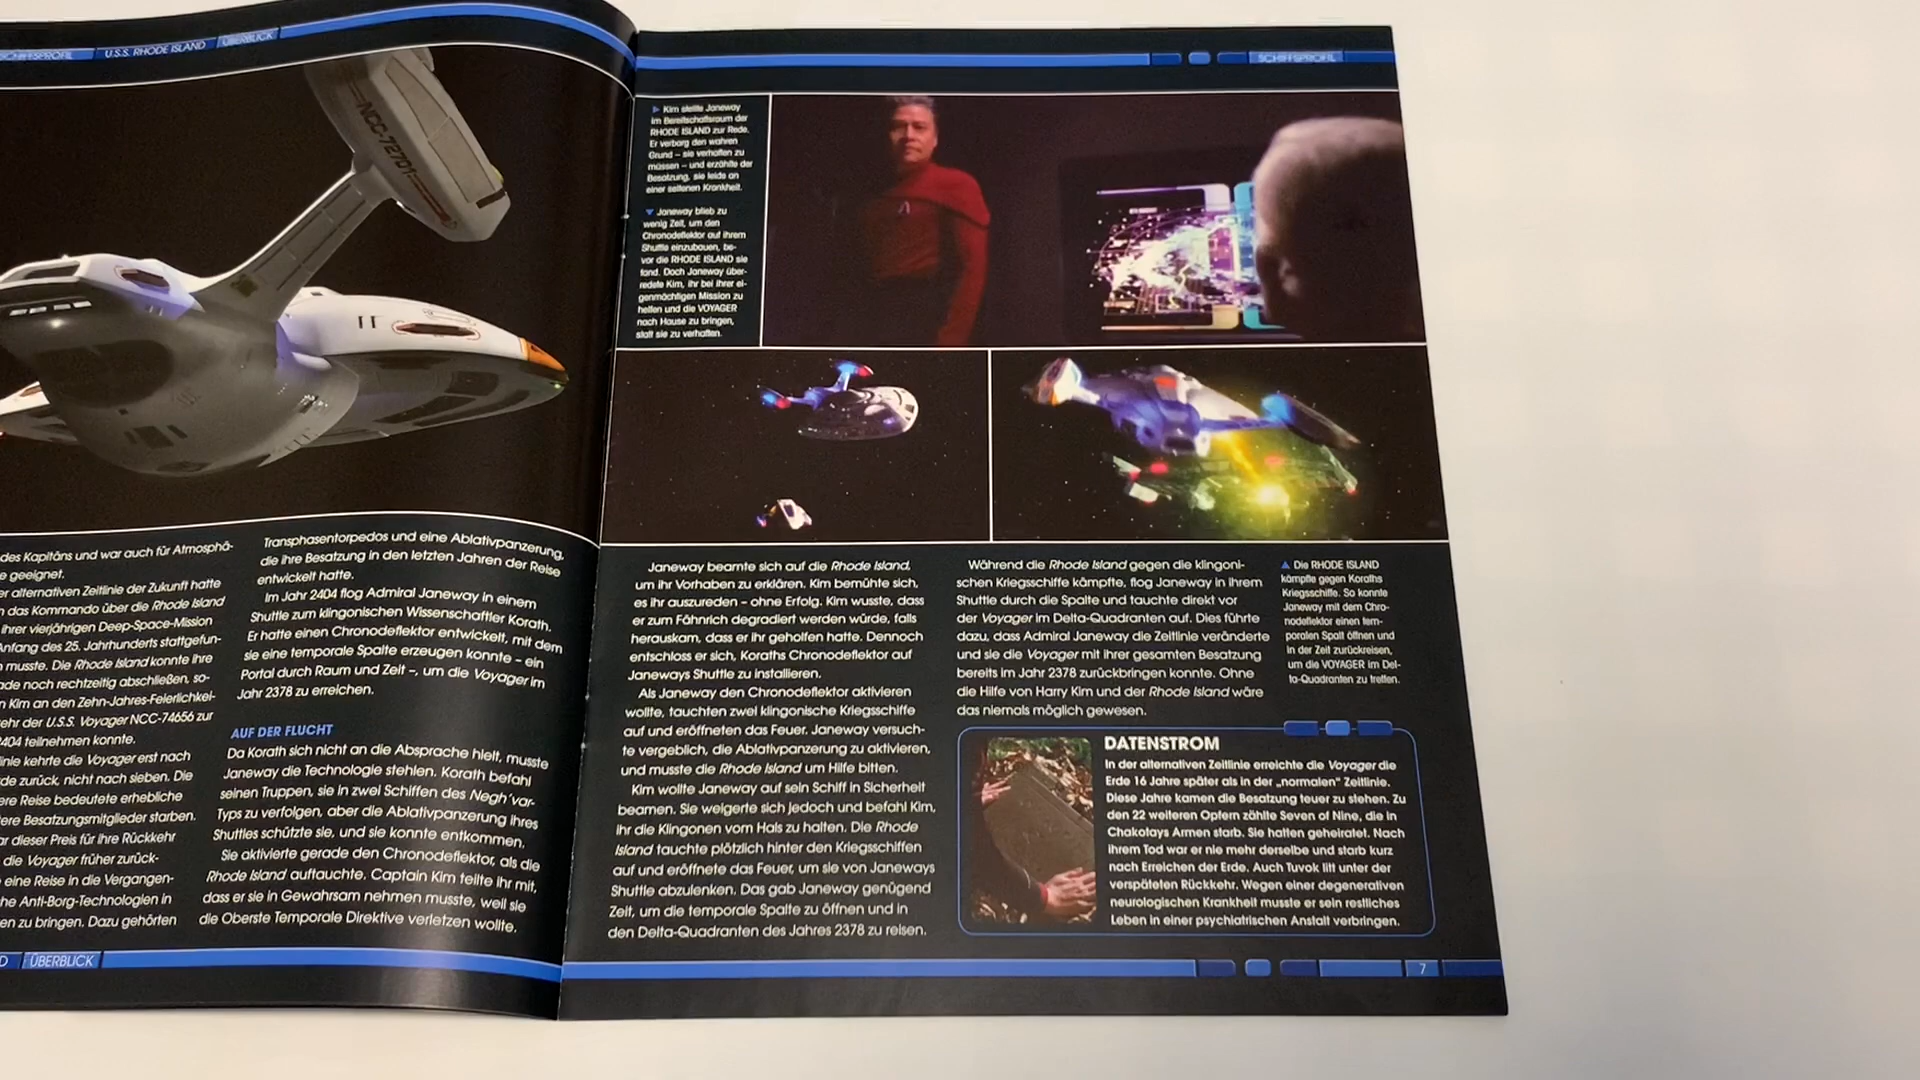 SCHIFFSPROFIL
U.S.S. RHODE ISLAND
ÜBERBLICK
NCC-72701
des Kapitäns und war auch für Atmosphä-
e geeignet.
er alternativen Zeitlinie der Zukunft hatte
das Kommando über die Rhode Island
ihrer vierjährigen Deep-Space-Mission
nfang des 25. Jahrhunderts stattgefun-
musste. Die Rhode Island konnte ihre
ade noch rechtzeitig abschließen, so-
n Kim an den Zehn-Jahres-Feierlichkei-
kehr der U.S.S. Voyager NCC-74656 zur
2404 teilnehmen konnte.
inie kehrte die Voyager erst nach
de zurück, nicht nach sieben. Die
ere Reise bedeutete erhebliche
tere Besatzungsmitglieder starben.
ar dieser Preis für ihre Rückkehr
die Voyager früher zurück-
eine Reise in die Vergangen-
he Anti-Borg-Technologien in
en zu bringen. Dazu gehörten
Transphasentorpedos und eine Ablativpanzerung,
die ihre Besatzung in den letzten Jahren der Reise
entwickelt hatte.
Im Jahr 2404 flog Admiral Janeway in einem
Shuttle zum klingonischen Wissenschaftler Korath.
Er hatte einen Chronodeflektor entwickelt, mit dem
sie eine temporale Spalte erzeugen konnte – ein
Portal durch Raum und Zeit –, um die Voyager im
Jahr 2378 zu erreichen.
AUF DER FLUCHT
Da Korath sich nicht an die Absprache hielt, musste
Janeway die Technologie stehlen. Korath befahl
seinen Truppen, sie in zwei Schiffen des Negh'var-
Typs zu verfolgen, aber die Ablativpanzerung ihres
Shuttles schützte sie, und sie konnte entkommen.
Sie aktivierte gerade den Chronodeflektor, als die
Rhode Island auftauchte. Captain Kim teilte ihr mit,
dass er sie in Gewahrsam nehmen musste, weil sie
die Oberste Temporale Direktive verletzen wollte.
D
ÜBERBLICK
SCHIFFSPROFIL
▶ Kim stellte Janeway
im Bereitschaftsraum der
RHODE ISLAND zur Rede.
Er verbarg den wahren
Grund – sie verhaften zu
müssen – und erzählte der
Besatzung, sie leide an
einer seltenen Krankheit.
▼ Janeway blieb zu
wenig Zeit, um den
Chronodeflektor auf ihrem
Shuttle einzubauen, be-
vor die RHODE ISLAND sie
fand. Doch Janeway über-
redete Kim, ihr bei ihrer ei-
genmächtigen Mission zu
helfen und die VOYAGER
nach Hause zu bringen,
statt sie zu verhaften.
Janeway beamte sich auf die Rhode Island,
um ihr Vorhaben zu erklären. Kim bemühte sich,
es ihr auszureden – ohne Erfolg. Kim wusste, dass
er zum Fähnrich degradiert werden würde, falls
herauskam, dass er ihr geholfen hatte. Dennoch
entschloss er sich, Koraths Chronodeflektor auf
Janeways Shuttle zu installieren.
Als Janeway den Chronodeflektor aktivieren
wollte, tauchten zwei klingonische Kriegsschiffe
auf und eröffneten das Feuer. Janeway versuch-
te vergeblich, die Ablativpanzerung zu aktivieren,
und musste die Rhode Island um Hilfe bitten.
Kim wollte Janeway auf sein Schiff in Sicherheit
beamen. Sie weigerte sich jedoch und befahl Kim,
ihr die Klingonen vom Hals zu halten. Die Rhode
Island tauchte plötzlich hinter den Kriegsschiffen
auf und eröffnete das Feuer, um sie von Janeways
Shuttle abzulenken. Das gab Janeway genügend
Zeit, um die temporale Spalte zu öffnen und in
den Delta-Quadranten des Jahres 2378 zu reisen.
Während die Rhode Island gegen die klingoni-
schen Kriegsschiffe kämpfte, flog Janeway in ihrem
Shuttle durch die Spalte und tauchte direkt vor
der Voyager im Delta-Quadranten auf. Dies führte
dazu, dass Admiral Janeway die Zeitlinie veränderte
und sie die Voyager mit ihrer gesamten Besatzung
bereits im Jahr 2378 zurückbringen konnte. Ohne
die Hilfe von Harry Kim und der Rhode Island wäre
das niemals möglich gewesen.
▲ Die RHODE ISLAND
kämpfte gegen Koraths
Kriegsschiffe. So konnte
Janeway mit dem Chro-
nodeflektor einen tem-
poralen Spalt öffnen und
in der Zeit zurückreisen,
um die VOYAGER im Del-
ta-Quadranten zu treffen.
DATENSTROM
In der alternativen Zeitlinie erreichte die Voyager die
Erde 16 Jahre später als in der „normalen“ Zeitlinie.
Diese Jahre kamen die Besatzung teuer zu stehen. Zu
den 22 weiteren Opfern zählte Seven of Nine, die in
Chakotays Armen starb. Sie hatten geheiratet. Nach
ihrem Tod war er nie mehr derselbe und starb kurz
nach Erreichen der Erde. Auch Tuvok litt unter der
verspäteten Rückkehr. Wegen einer degenerativen
neurologischen Krankheit musste er sein restliches
Leben in einer psychiatrischen Anstalt verbringen.
7